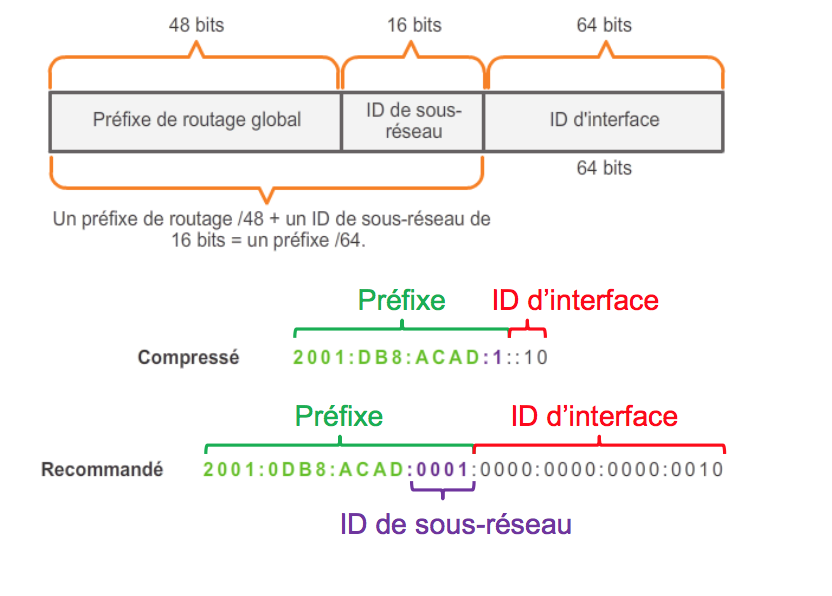 48 bits
16 bits
64 bits
Préfixe de routage global
ID de sous-
réseau
ID d'interface
64 bits
Un préfixe de routage /48 + un ID de sous-réseau de
16 bits = un préfixe /64.
Préfixe
ID d’interface
Compressé
2001:DB8:ACAD:1::10
Préfixe
ID d’interface
Recommandé
2001:0DB8:ACAD:0001:0000:0000:0000:0010
ID de sous-réseau